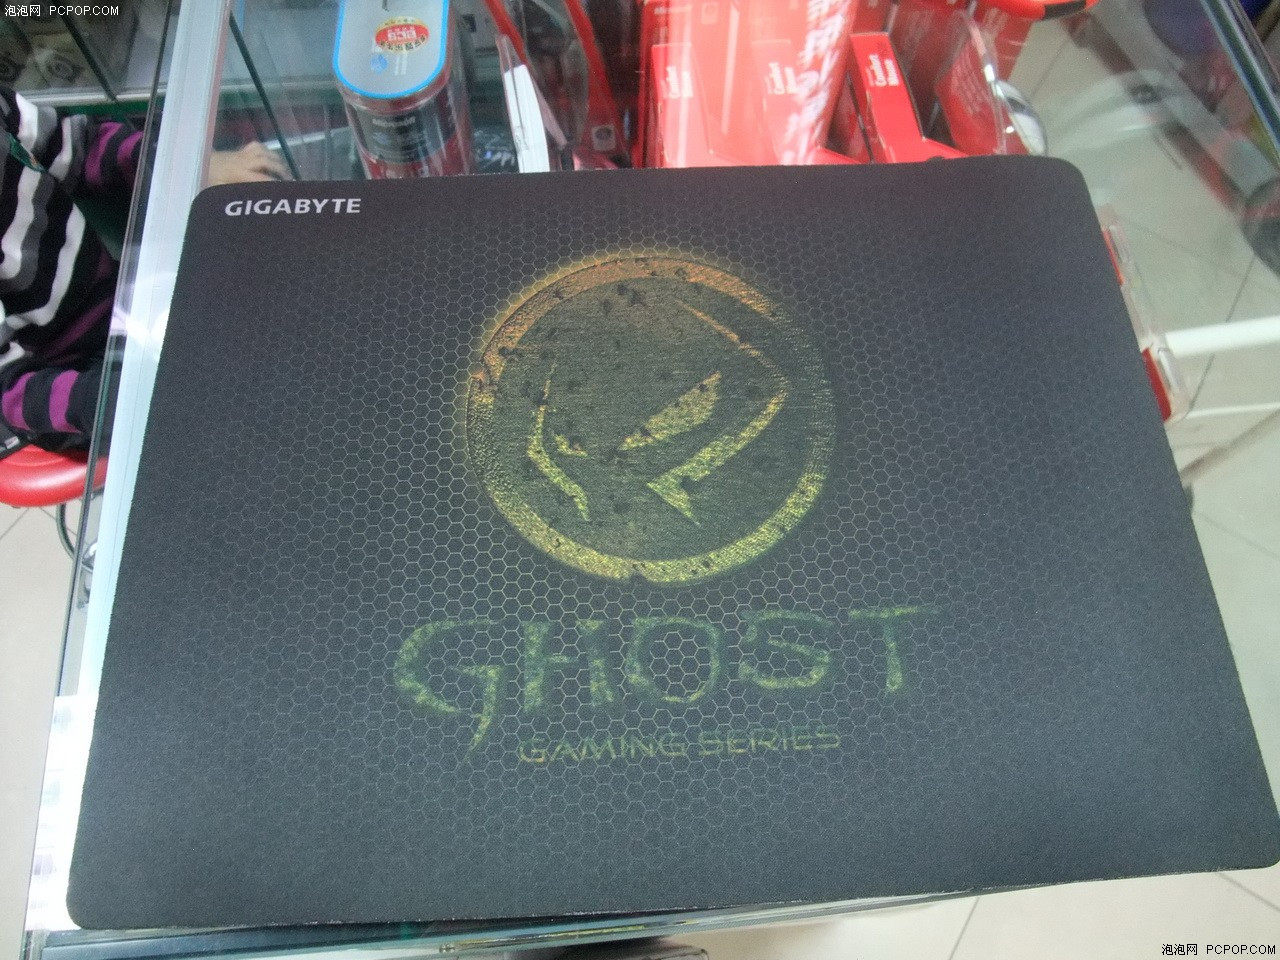 泡泡网 PCPOP.COM
GIGABYTE
GHOST
GAMING SERIES
泡泡网 PCPOP.COM